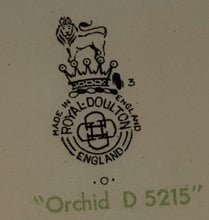 3
MADE IN ENGLAND
ROYAL-DOULTON
ENGLAND
.O.
"Orchid D 5215"